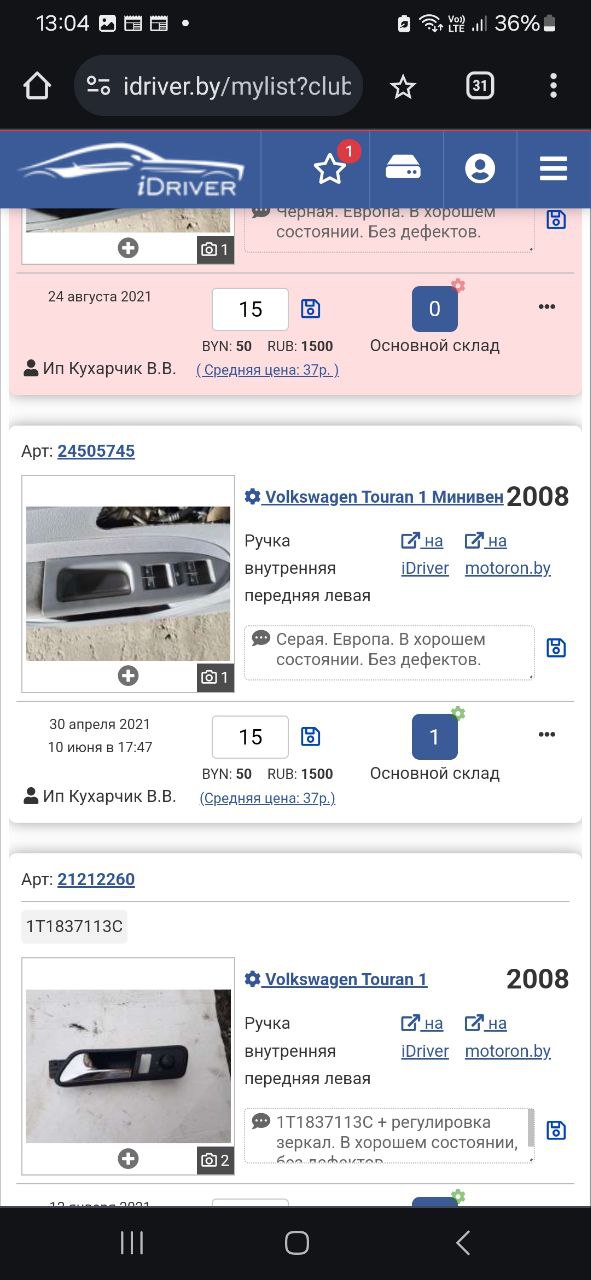 13:04
Vo)) LTE
36%
idriver.by/mylist?club
31
iDRIVER
1
Черная. Европа. В хорошем
состоянии. Без дефектов.
1
24 августа 2021
15
0
BYN: 50 RUB: 1500
Основной склад
Ип Кухарчик В.В.
( Средняя цена: 37р. )
Арт: 24505745
Volkswagen Touran 1 Минивен 2008
Ручка
внутренняя
передняя левая
на
iDriver
на
motoron.by
Серая. Европа. В хорошем
состоянии. Без дефектов.
1
30 апреля 2021
10 июня в 17:47
15
1
BYN: 50 RUB: 1500
Основной склад
Ип Кухарчик В.В.
(Средняя цена: 37р.)
Арт: 21212260
1T1837113C
Volkswagen Touran 1 2008
Ручка
внутренняя
передняя левая
на
iDriver
на
motoron.by
1T1837113C + регулировка
зеркал. В хорошем состоянии,
без дефектов
2